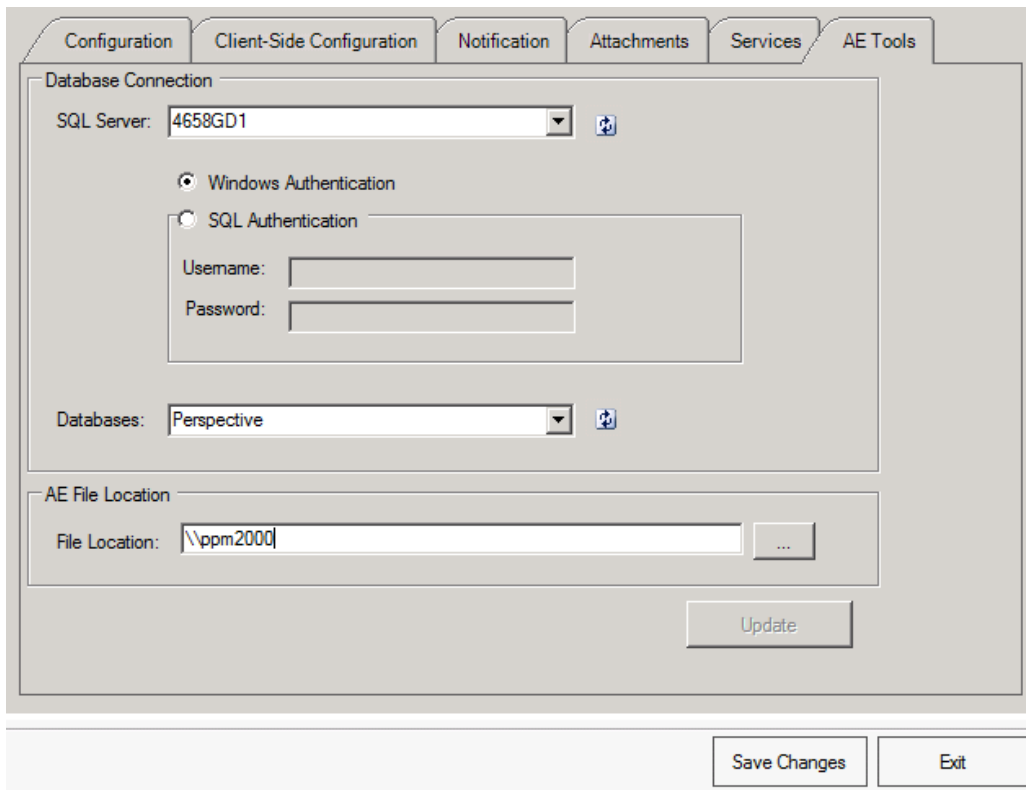 Configuration Client-Side Configuration Notification Attachments Services AE Tools
Database Connection
SQL Server: 4658GD1
Windows Authentication
SQL Authentication
Username:
Password:
Databases: Perspective
AE File Location
File Location: \\ppm2000 ...
Update
Save Changes Exit